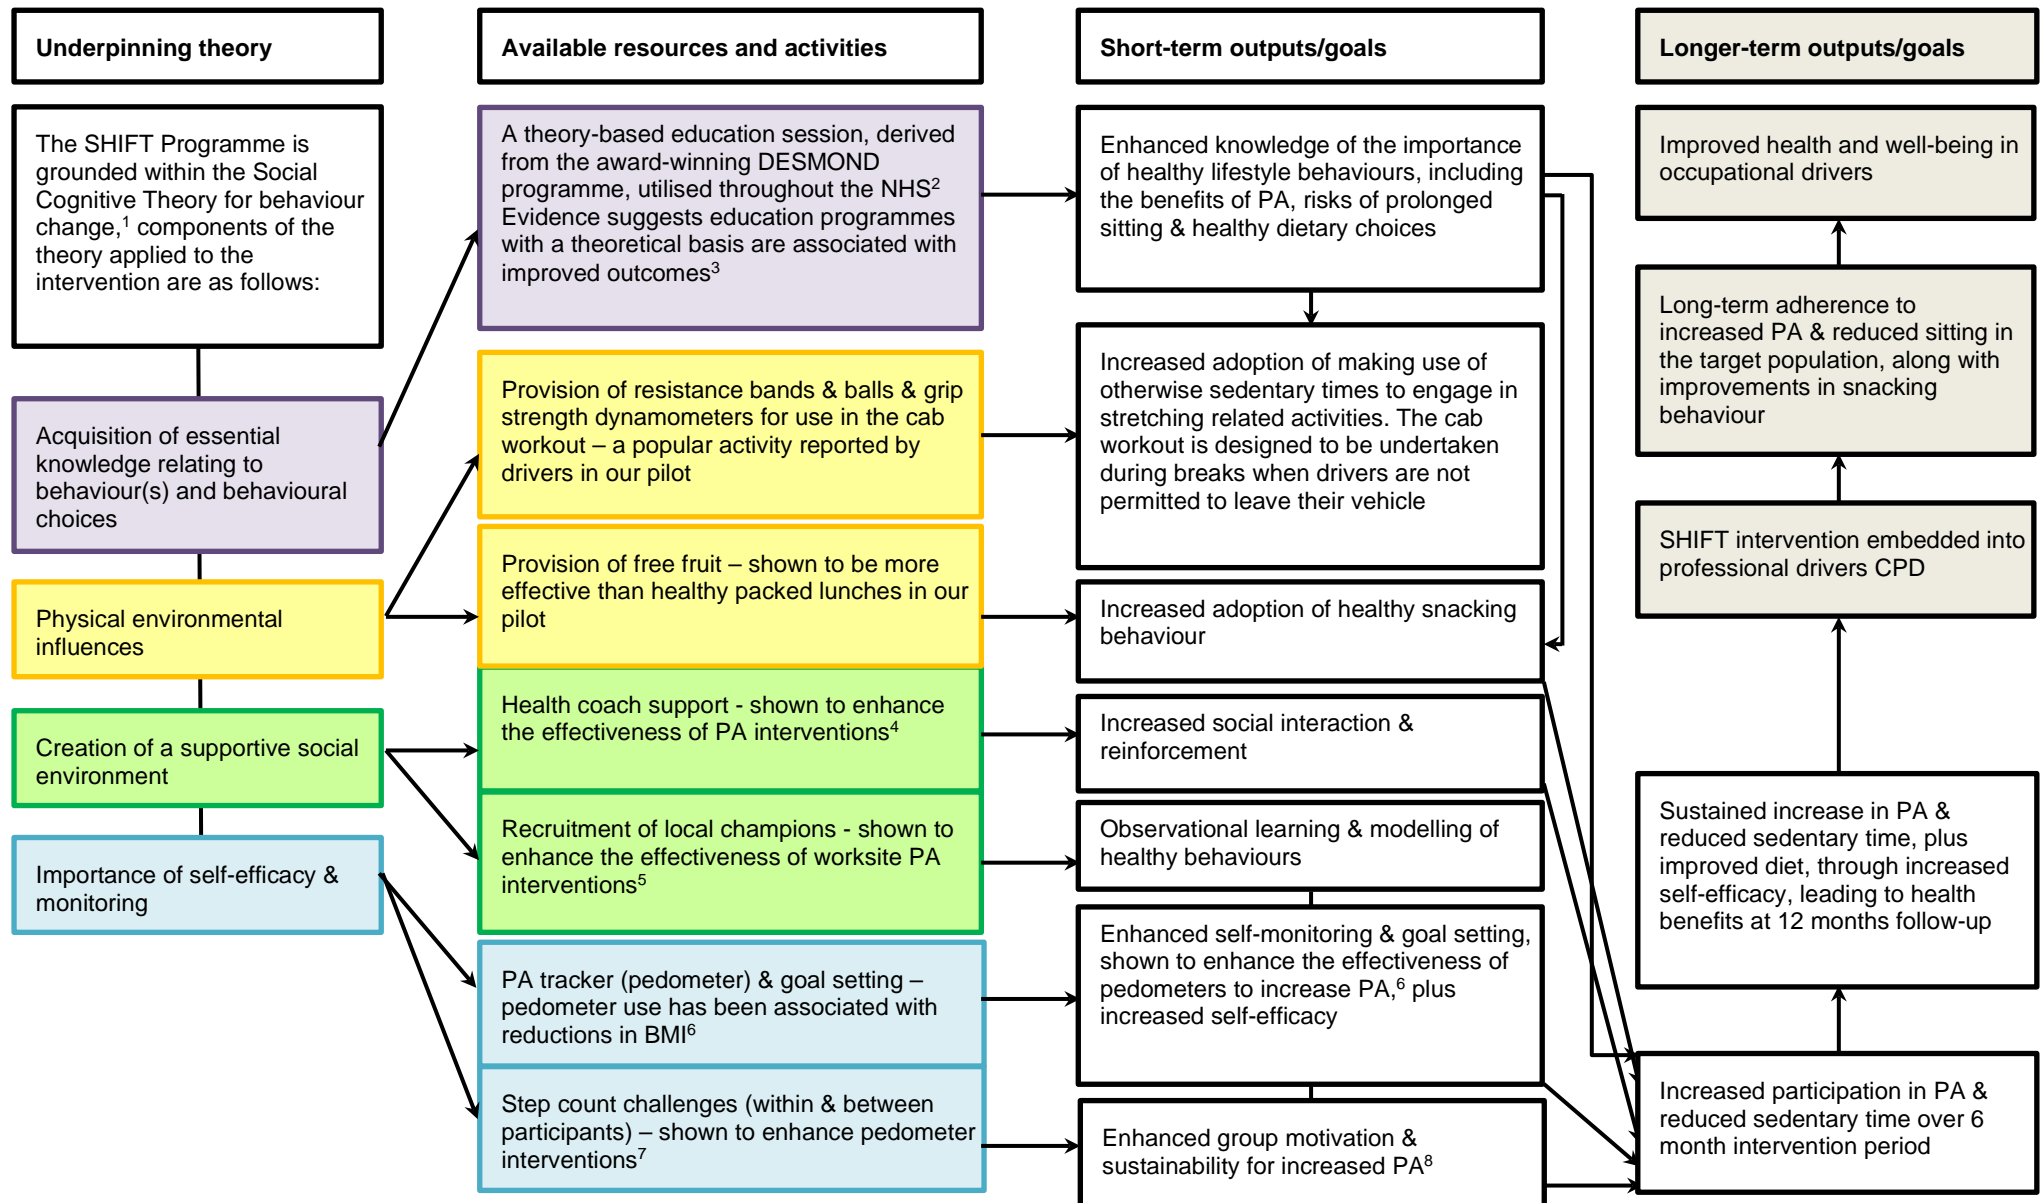 Underpinning theory
The SHIFT Programme is
grounded within the Social
Cognitive Theory for behaviour
change,1 components of the
theory applied to the
intervention are as follows:
Acquisition of essential
knowledge relating to
behaviour(s) and behavioural
choices
Physical environmental
influences
Creation of a supportive social
environment
Importance of self-efficacy &
monitoring
Available resources and activities
A theory-based education session, derived
from the award-winning DESMOND
programme, utilised throughout the NHS2
Evidence suggests education programmes
with a theoretical basis are associated with
improved outcomes3
Provision of resistance bands & balls & grip
strength dynamometers for use in the cab
workout – a popular activity reported by
drivers in our pilot
Provision of free fruit – shown to be more
effective than healthy packed lunches in our
pilot
Health coach support - shown to enhance
the effectiveness of PA interventions4
Recruitment of local champions - shown to
enhance the effectiveness of worksite PA
interventions5
PA tracker (pedometer) & goal setting –
pedometer use has been associated with
reductions in BMI6
Step count challenges (within & between
participants) – shown to enhance pedometer
interventions7
Short-term outputs/goals
Enhanced knowledge of the importance
of healthy lifestyle behaviours, including
the benefits of PA, risks of prolonged
sitting & healthy dietary choices
Increased adoption of making use of
otherwise sedentary times to engage in
stretching related activities. The cab
workout is designed to be undertaken
during breaks when drivers are not
permitted to leave their vehicle
Increased adoption of healthy snacking
behaviour
Increased social interaction &
reinforcement
Observational learning & modelling of
healthy behaviours
Enhanced self-monitoring & goal setting,
shown to enhance the effectiveness of
pedometers to increase PA,6 plus
increased self-efficacy
Enhanced group motivation &
sustainability for increased PA8
Longer-term outputs/goals
Improved health and well-being in
occupational drivers
Long-term adherence to
increased PA & reduced sitting in
the target population, along with
improvements in snacking
behaviour
SHIFT intervention embedded into
professional drivers CPD
Sustained increase in PA &
reduced sedentary time, plus
improved diet, through increased
self-efficacy, leading to health
benefits at 12 months follow-up
Increased participation in PA &
reduced sedentary time over 6
month intervention period